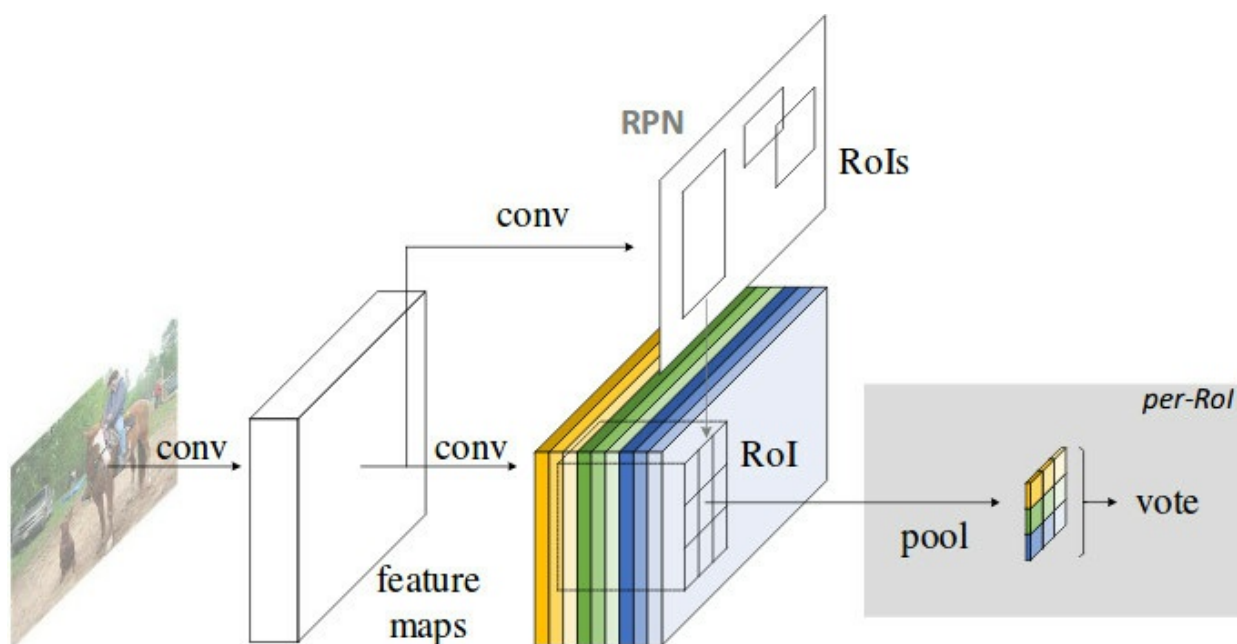 RPN
RoIs
conv
conv
conv
feature
maps
RoI
per-RoI
pool
vote